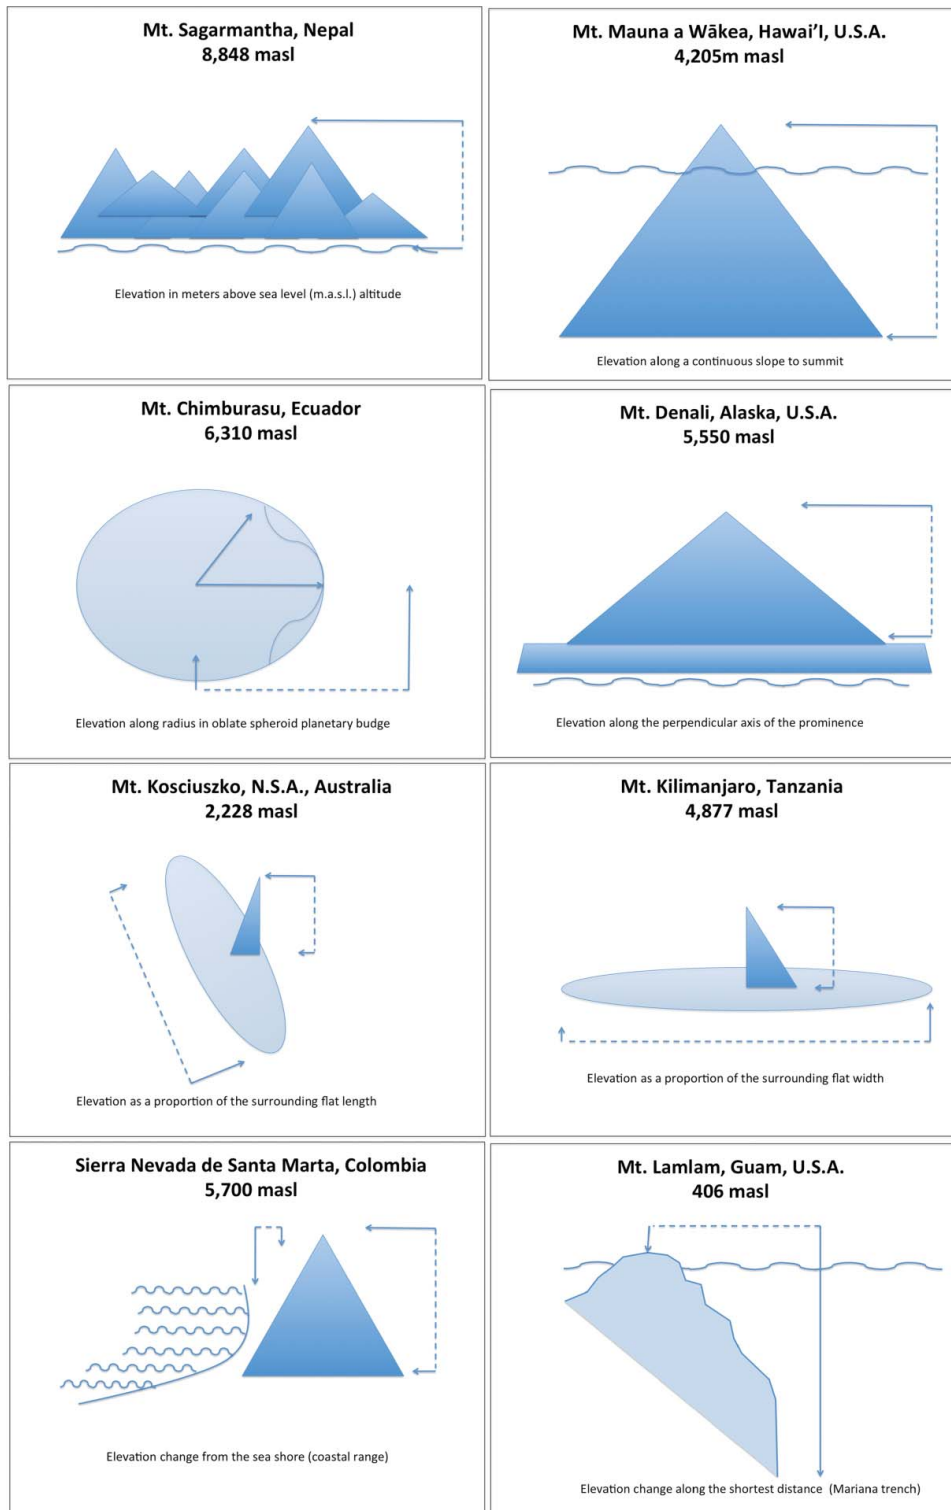 Mt. Sagarmantha, Nepal
8,848 masl
Elevation in meters above sea level (m.a.s.l.) altitude
Mt. Mauna a Wākea, Hawai’I, U.S.A.
4,205m masl
Elevation along a continuous slope to summit
Mt. Chimburasu, Ecuador
6,310 masl
Elevation along radius in oblate spheroid planetary budge
Mt. Denali, Alaska, U.S.A.
5,550 masl
Elevation along the perpendicular axis of the prominence
Mt. Kosciuszko, N.S.A., Australia
2,228 masl
Elevation as a proportion of the surrounding flat length
Mt. Kilimanjaro, Tanzania
4,877 masl
Elevation as a proportion of the surrounding flat width
Sierra Nevada de Santa Marta, Colombia
5,700 masl
Elevation change from the sea shore (coastal range)
Mt. Lamlam, Guam, U.S.A.
406 masl
Elevation change along the shortest distance (Mariana trench)